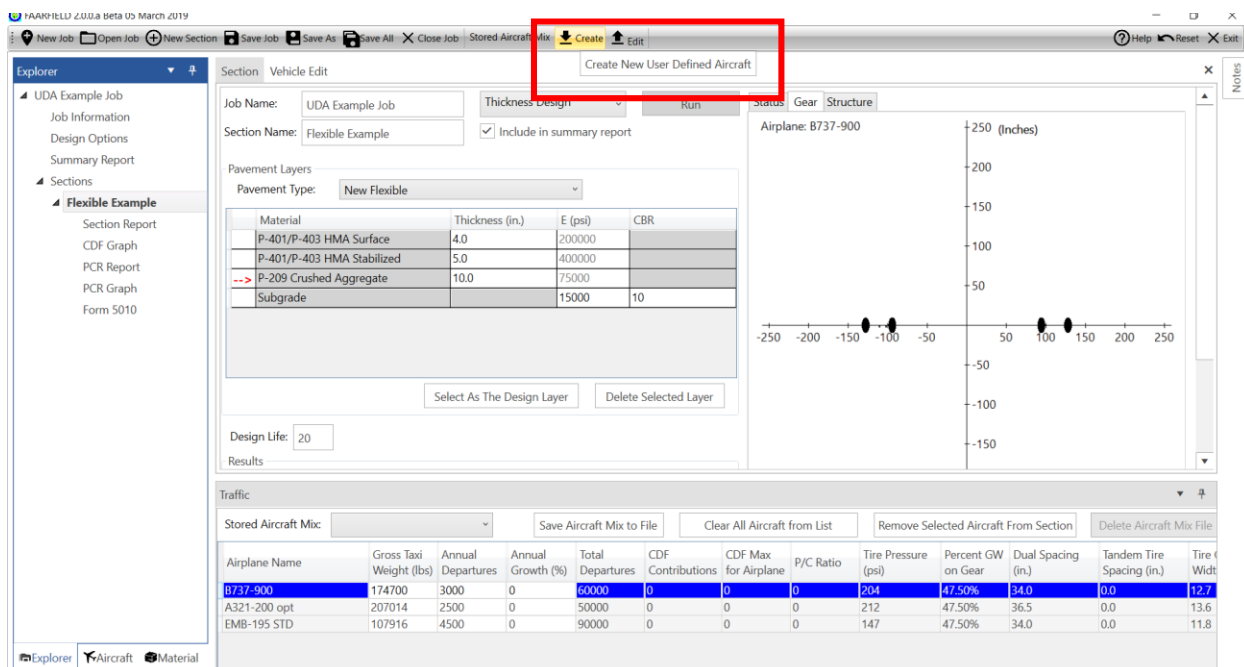 FAARFIELD 2.0.0.a Beta 05 March 2019
New Job Open Job New Section Save Job Save As Save All Close Job Stored Aircraft Mix Create Edit Help Reset Exit
Create New User Defined Aircraft
Notes
Explorer
UDA Example Job
Job Information
Design Options
Summary Report
Sections
Flexible Example
Section Report
CDF Graph
PCR Report
PCR Graph
Form 5010
Explorer Aircraft Material
Section Vehicle Edit
Job Name: UDA Example Job Thickness Design Run
Section Name: Flexible Example Include in summary report
Pavement Layers
Pavement Type: New Flexible
Material Thickness (in.) E (psi) CBR
P-401/P-403 HMA Surface 4.0 200000
P-401/P-403 HMA Stabilized 5.0 400000
--> P-209 Crushed Aggregate 10.0 75000
Subgrade 15000 10
Select As The Design Layer Delete Selected Layer
Design Life: 20
Results
Status Gear Structure
Airplane: B737-900
250 (Inches)
200
150
100
50
-250 -200 -150 -100 -50 50 100 150 200 250
-50
-100
-150
Traffic
Stored Aircraft Mix: Save Aircraft Mix to File Clear All Aircraft from List Remove Selected Aircraft From Section Delete Aircraft Mix File
Airplane Name Gross Taxi Weight (lbs) Annual Departures Annual Growth (%) Total Departures CDF Contributions CDF Max for Airplane P/C Ratio Tire Pressure (psi) Percent GW on Gear Dual Spacing (in.) Tandem Tire Spacing (in.) Tire
B737-900 174700 3000 0 60000 0 0 0 204 47.50% 34.0 0.0 12.7
A321-200 opt 207014 2500 0 50000 0 0 0 212 47.50% 36.5 0.0 13.6
EMB-195 STD 107916 4500 0 90000 0 0 0 147 47.50% 34.0 0.0 11.8